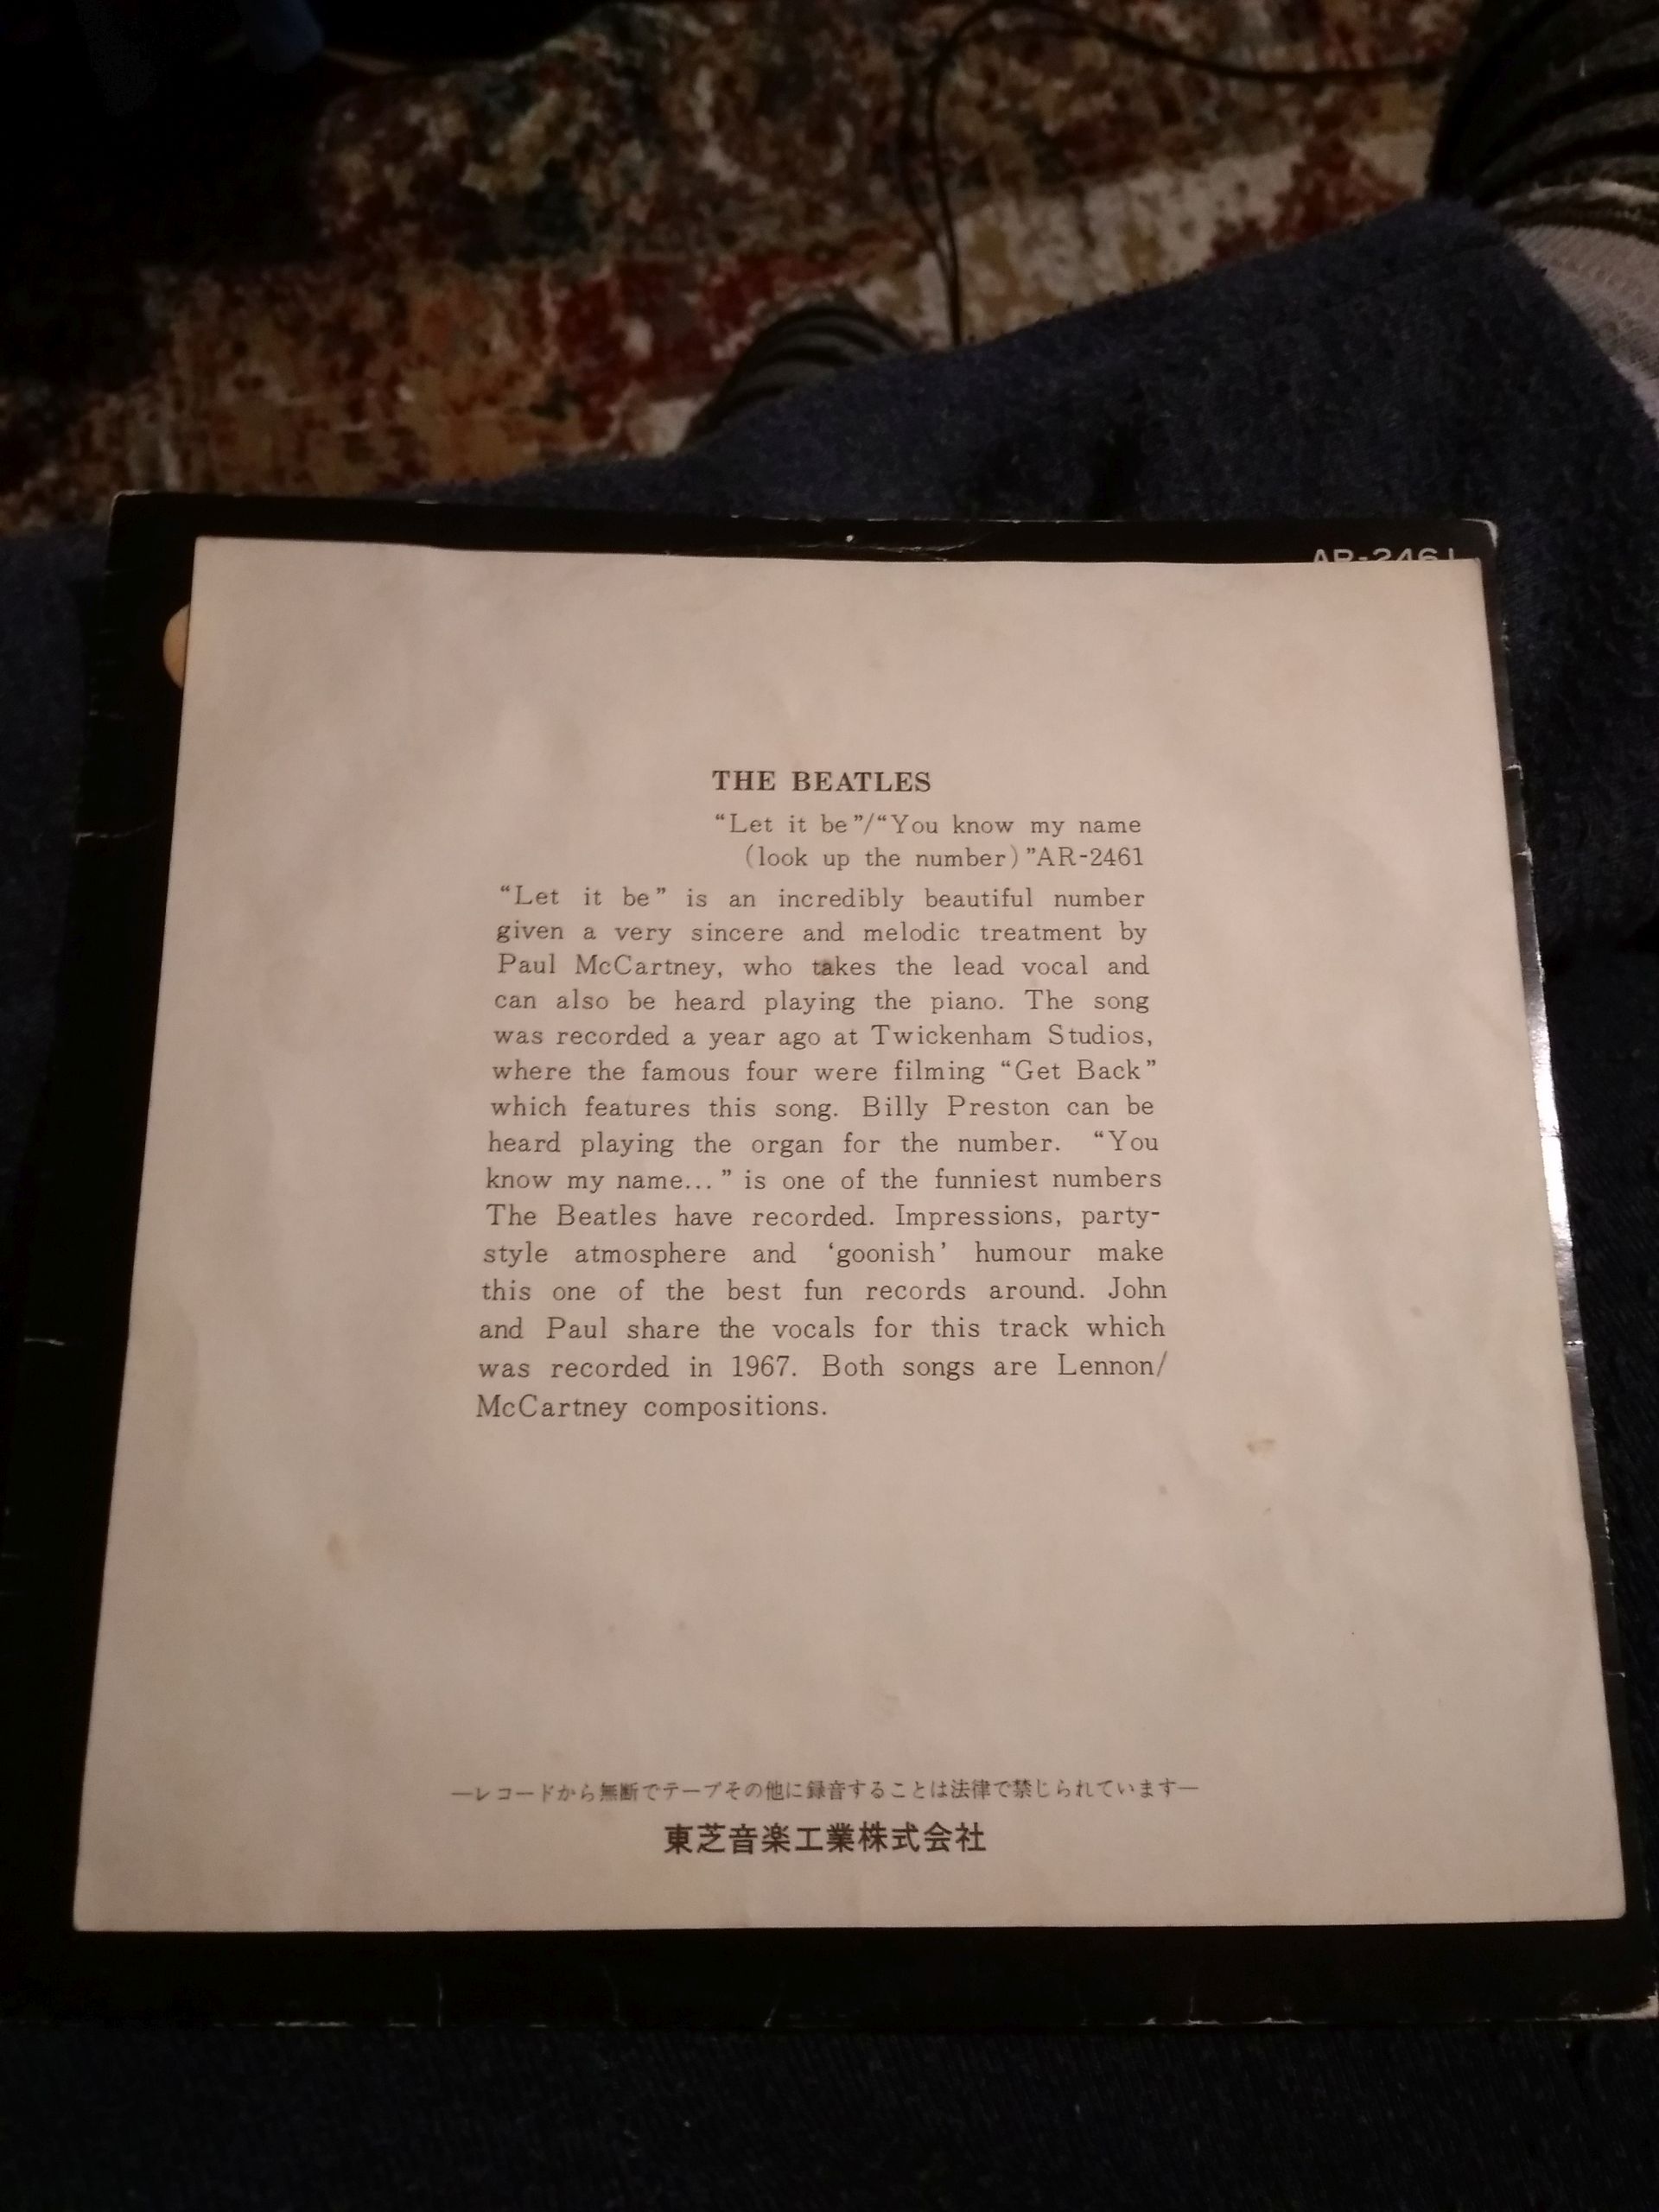 AR-2461
THE BEATLES
“Let it be”/“You know my name
(look up the number)”AR-2461
“Let it be” is an incredibly beautiful number
given a very sincere and melodic treatment by
Paul McCartney, who takes the lead vocal and
can also be heard playing the piano. The song
was recorded a year ago at Twickenham Studios,
where the famous four were filming “Get Back”
which features this song. Billy Preston can be
heard playing the organ for the number. “You
know my name...” is one of the funniest numbers
The Beatles have recorded. Impressions, party-
style atmosphere and ‘goonish’ humour make
this one of the best fun records around. John
and Paul share the vocals for this track which
was recorded in 1967. Both songs are Lennon/
McCartney compositions.
—レコードから無断でテープその他に録音することは法律で禁じられています—
東芝音楽工業株式会社